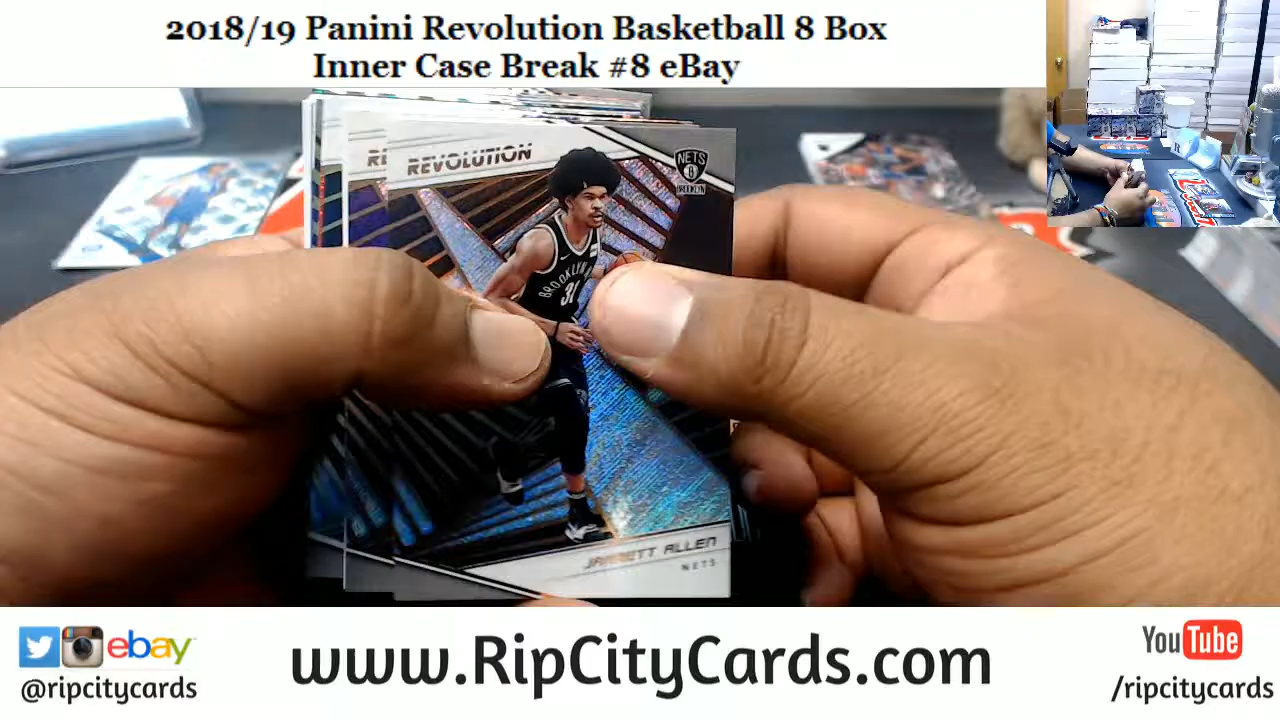 2018/19 Panini Revolution Basketball 8 Box
Inner Case Break #8 eBay
RE
REVOLUTION
NETS
BROOKLYN
BROOKLYN
31
JARRETT ALLEN
NETS
ebay
@ripcitycards
www.RipCityCards.com
YouTube
/ripcitycards